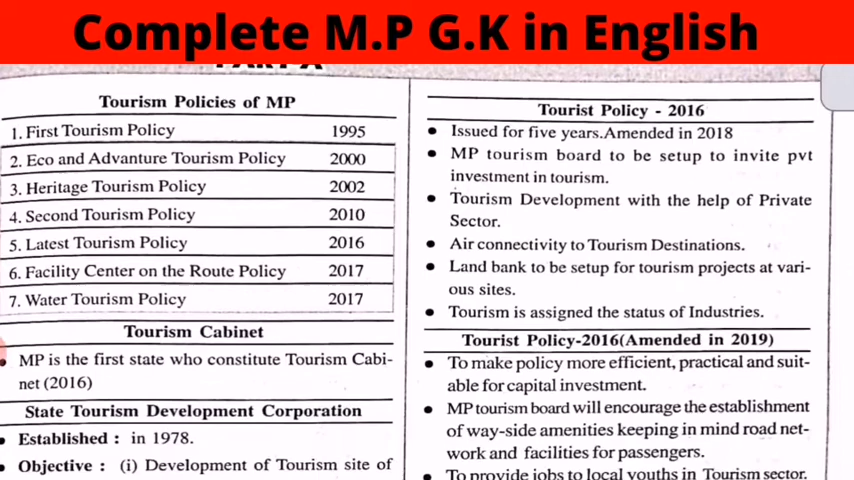 Complete M.P G.K in English
PART A
Tourism Policies of MP
1. First Tourism Policy 1995
2. Eco and Advanture Tourism Policy 2000
3. Heritage Tourism Policy 2002
4. Second Tourism Policy 2010
5. Latest Tourism Policy 2016
6. Facility Center on the Route Policy 2017
7. Water Tourism Policy 2017
Tourism Cabinet
MP is the first state who constitute Tourism Cabi-
net (2016)
State Tourism Development Corporation
Established : in 1978.
Objective : (i) Development of Tourism site of
Tourist Policy - 2016
Issued for five years.Amended in 2018
MP tourism board to be setup to invite pvt
investment in tourism.
Tourism Development with the help of Private
Sector.
Air connectivity to Tourism Destinations.
Land bank to be setup for tourism projects at vari-
ous sites.
Tourism is assigned the status of Industries.
Tourist Policy-2016(Amended in 2019)
To make policy more efficient, practical and suit-
able for capital investment.
MP tourism board will encourage the establishment
of way-side amenities keeping in mind road net-
work and facilities for passengers.
To provide jobs to local youths in Tourism sector.